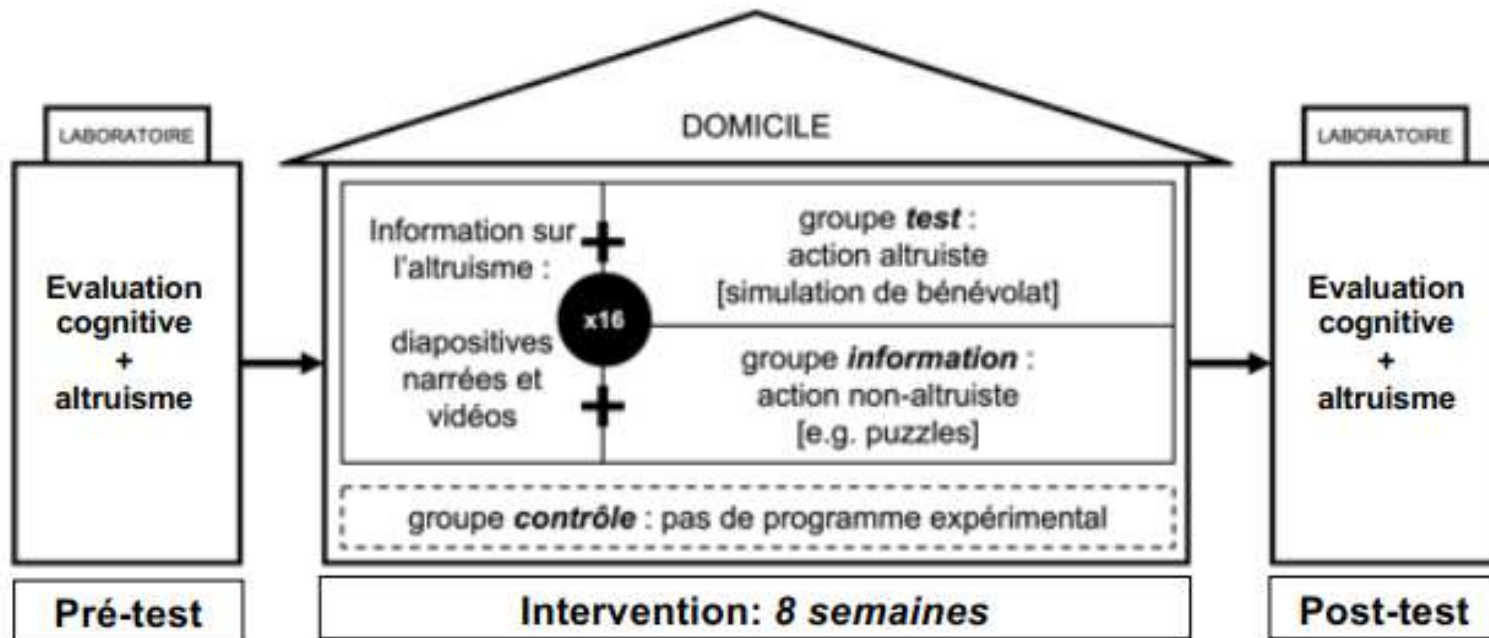 LABORATOIRE
Evaluation
cognitive
+
altruisme
Pré-test
DOMICILE
Information sur
l'altruisme :
diapositives
narrées et
vidéos
+
x16
+
groupe test :
action altruiste
[simulation de bénévolat]
groupe information :
action non-altruiste
[e.g. puzzles]
groupe contrôle : pas de programme expérimental
Intervention: 8 semaines
LABORATOIRE
Evaluation
cognitive
+
altruisme
Post-test